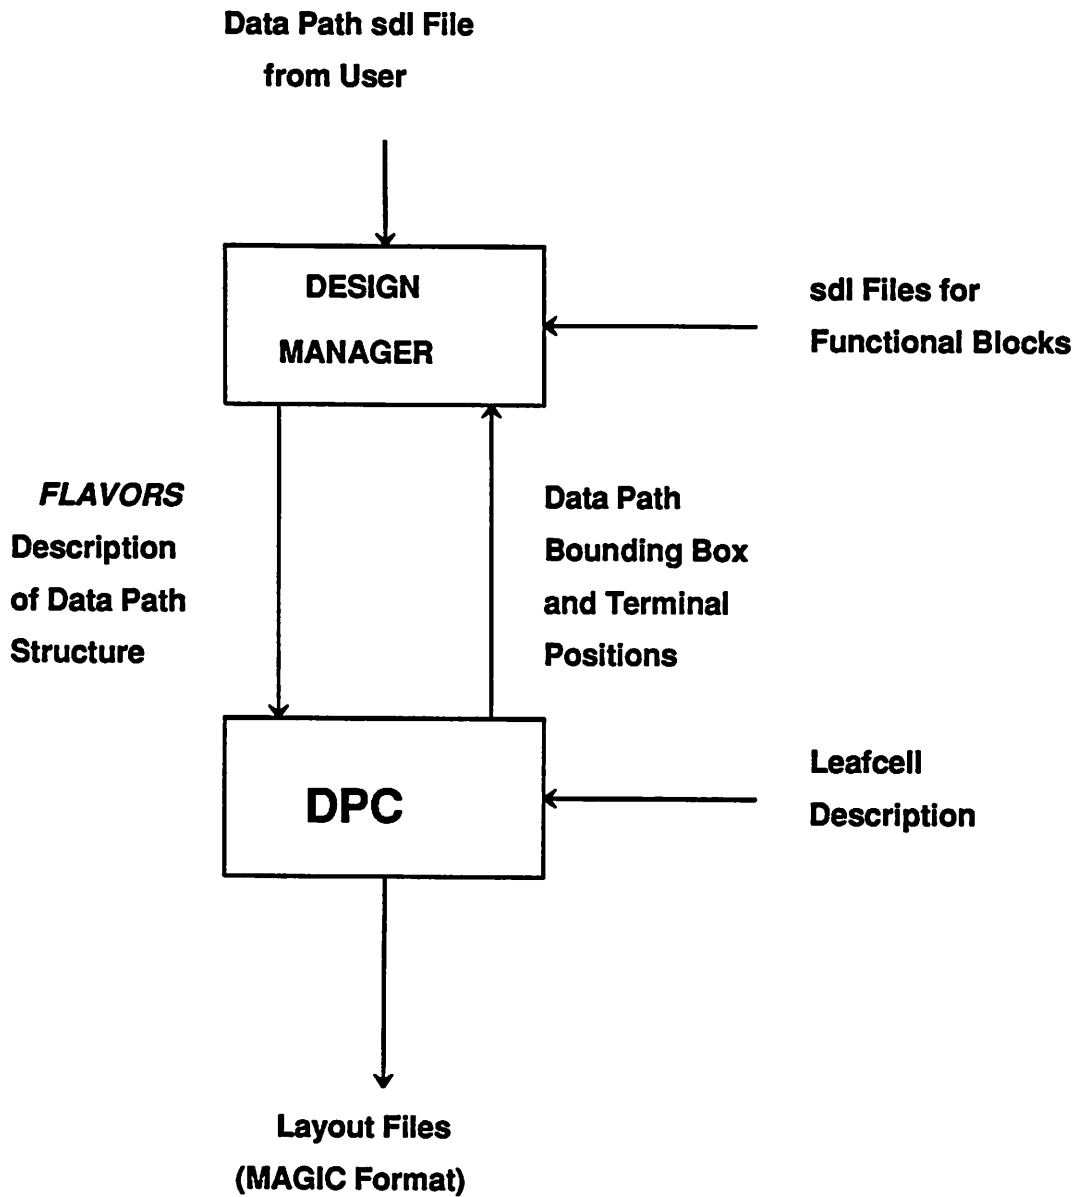 Data Path sdl File
from User
DESIGN
MANAGER
sdl Files for
Functional Blocks
FLAVORS
Description
of Data Path
Structure
Data Path
Bounding Box
and Terminal
Positions
DPC
Leafcell
Description
Layout Files
(MAGIC Format)